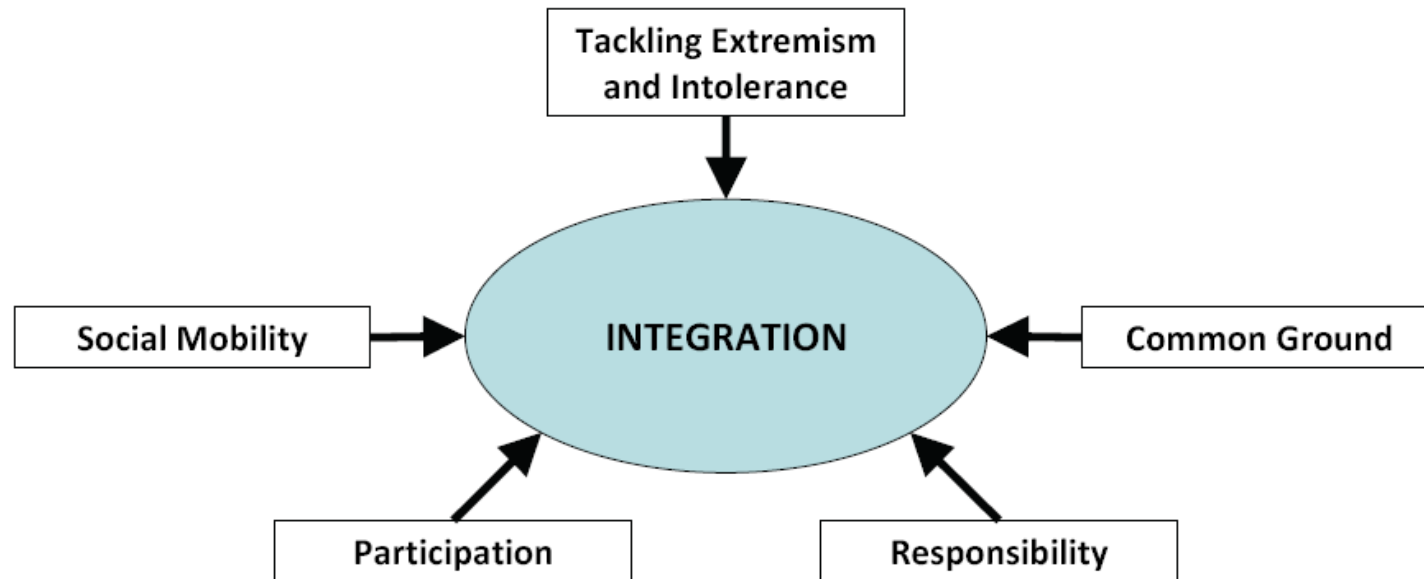 Tackling Extremism
and Intolerance
Social Mobility
INTEGRATION
Common Ground
Participation
Responsibility